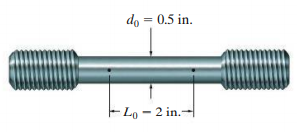 d₀ = 0.5 in.
L₀ – 2 in.